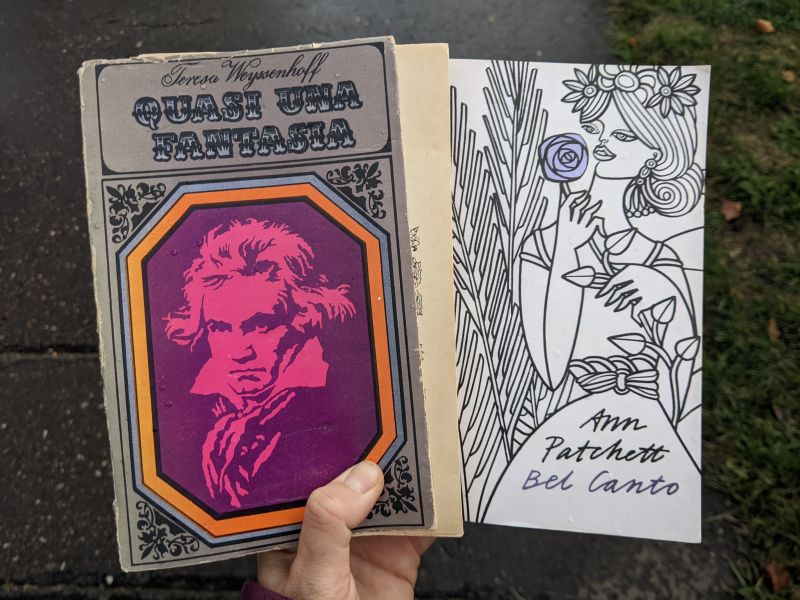 Teresa Weyssenhoff
QUASI UNA
FANTASIA
Ann
Patchett
Bel Canto